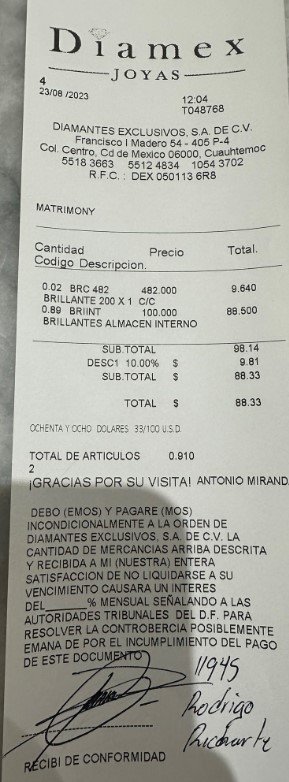 Diamex
JOYAS
4
23/08 /2023
12:04
T048768
DIAMANTES EXCLUSIVOS, S.A. DE C.V.
Francisco I Madero 54 - 405 P-4
Col. Centro, Cd de Mexico 06000, Cuauhtemoc
5518 3663 5512 4834 1054 3702
R.F.C. : DEX 050113 6R8
MATRIMONY
Cantidad Precio Total.
Codigo Descripcion.
0.02 BRC 482 482.000 9.640
BRILLANTE 200 X 1 C/C
0.89 BRIINT 100.000 88.500
BRILLANTES ALMACEN INTERNO
SUB.TOTAL 98.14
DESC1 10.00% $ 9.81
SUB.TOTAL $ 88.33
TOTAL $ 88.33
OCHENTA Y OCHO DOLARES 33/100 U.S.D.
TOTAL DE ARTICULOS 0.910
2
¡GRACIAS POR SU VISITA! ANTONIO MIRAND
DEBO (EMOS) Y PAGARE (MOS)
INCONDICIONALMENTE A LA ORDEN DE
DIAMANTES EXCLUSIVOS, S.A. DE C.V. LA
CANTIDAD DE MERCANCIAS ARRIBA DESCRITA
Y RECIBIDA A MI (NUESTRA) ENTERA
SATISFACCION DE NO LIQUIDARSE A SU
VENCIMIENTO CAUSARA UN INTERES
DEL_____% MENSUAL SEÑALANDO A LAS
AUTORIDADES TRIBUNALES DEL D.F. PARA
RESOLVER LA CONTROBERCIA POSIBLEMENTE
EMANA DE POR EL INCUMPLIMIENTO DEL PAGO
DE ESTE DOCUMENTO
11945
Rodrigo
RECIBI DE CONFORMIDAD